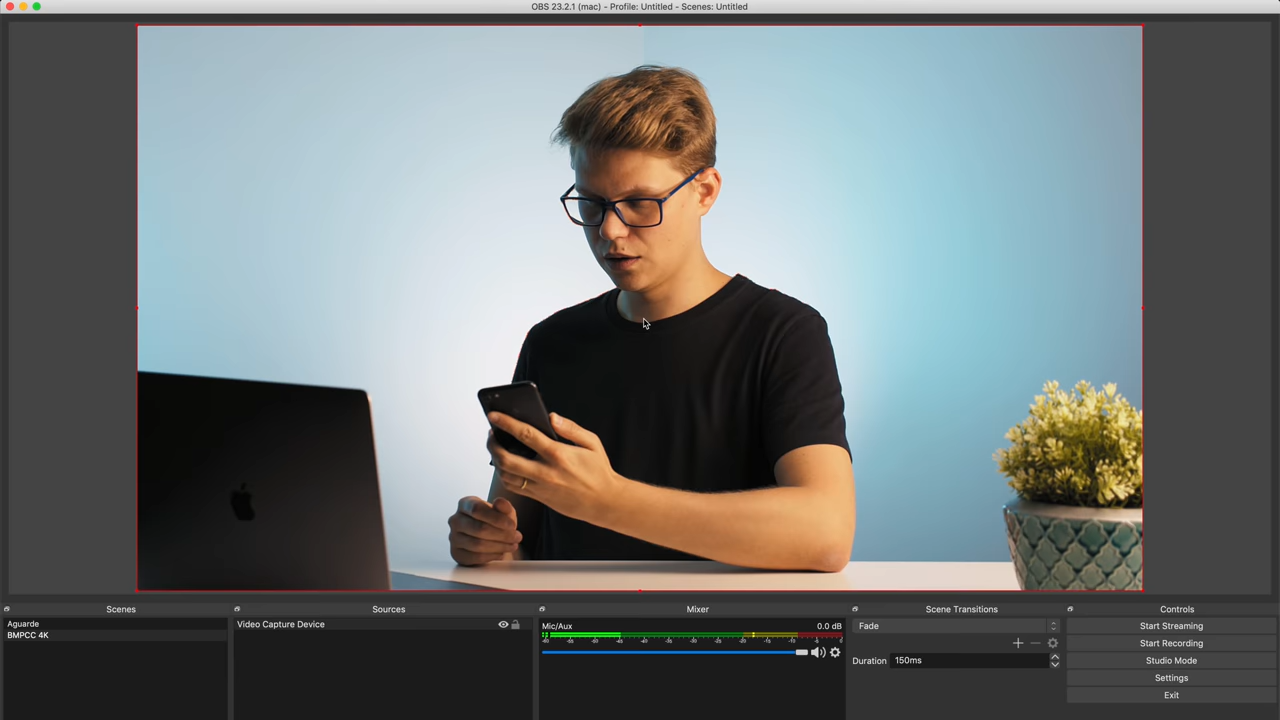 OBS 23.2.1 (mac) - Profile: Untitled - Scenes: Untitled
Scenes
Sources
Mixer
Scene Transitions
Controls
Aguarde
BMPCC 4K
Video Capture Device
Mic/Aux
0.0 dB
Fade
Duration
150ms
Start Streaming
Start Recording
Studio Mode
Settings
Exit